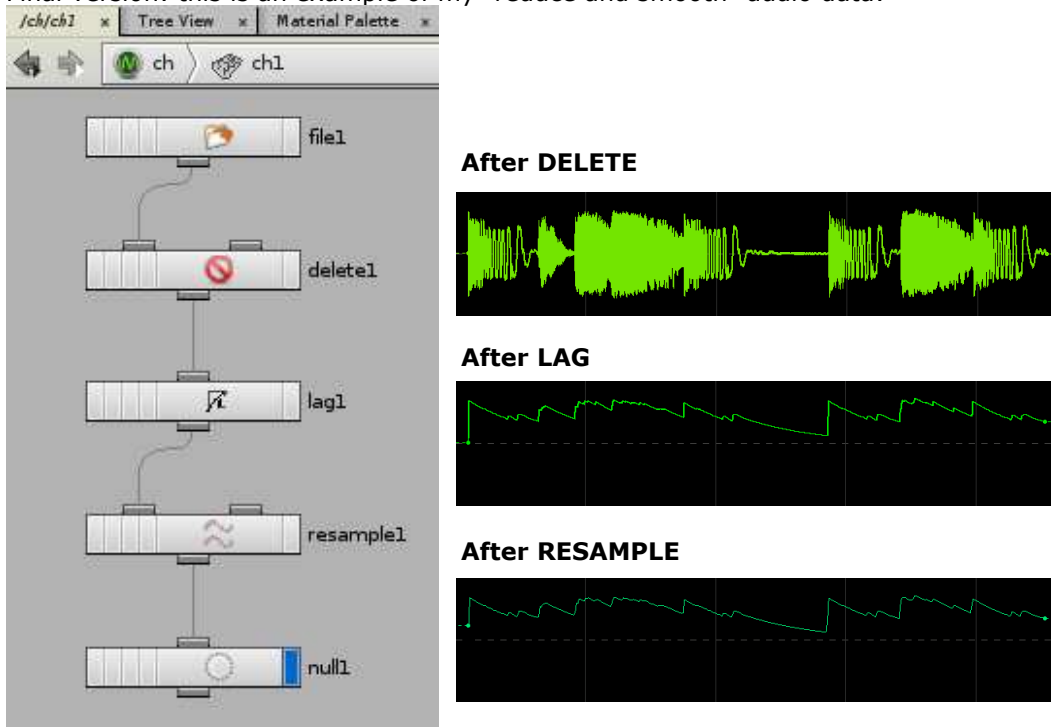 Final version: this is an example of my "reduce and smooth" audio data:
/ch/ch1 × Tree View × Material Palette ×
ch ch1
file1
After DELETE
delete1
After LAG
lag1
After RESAMPLE
resample1
null1